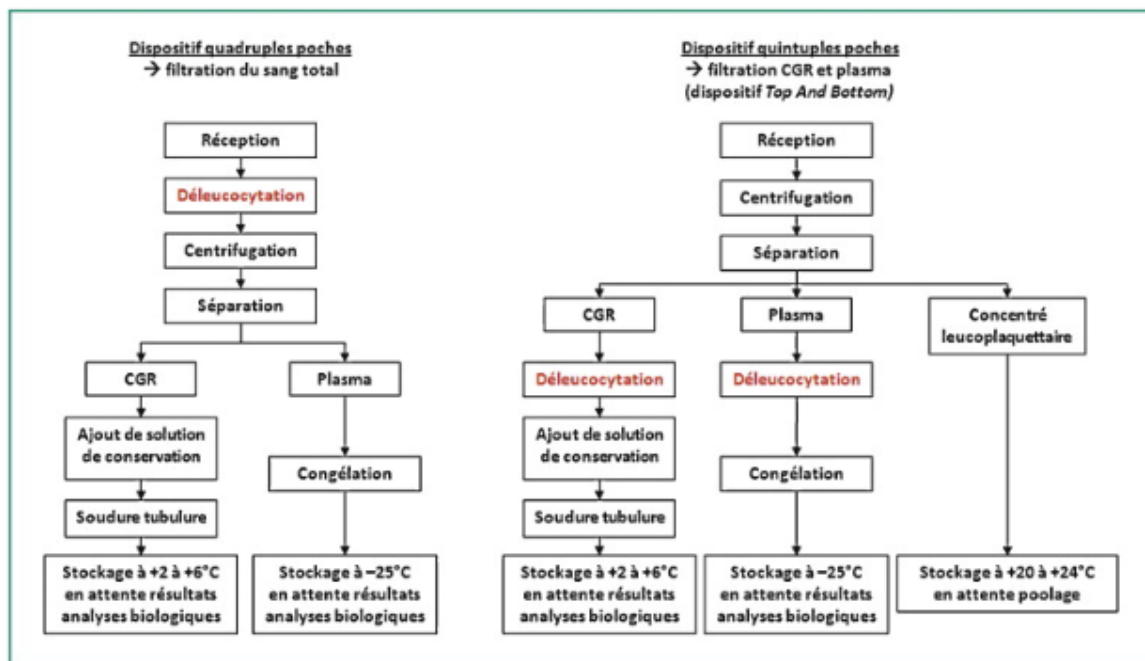 Dispositif quadruples poches
→ filtration du sang total
Réception
Déleucocytation
Centrifugation
Séparation
CGR
Plasma
Ajout de solution
de conservation
Congélation
Soudure tubulure
Stockage à +2 à +6°C
en attente résultats
analyses biologiques
Stockage à –25°C
en attente résultats
analyses biologiques
Dispositif quintuples poches
→ filtration CGR et plasma
(dispositif Top And Bottom)
Réception
Centrifugation
Séparation
CGR
Plasma
Concentré
leucoplaquettaire
Déleucocytation
Déleucocytation
Ajout de solution
de conservation
Congélation
Soudure tubulure
Stockage à +2 à +6°C
en attente résultats
analyses biologiques
Stockage à –25°C
en attente résultats
analyses biologiques
Stockage à +20 à +24°C
en attente poolage